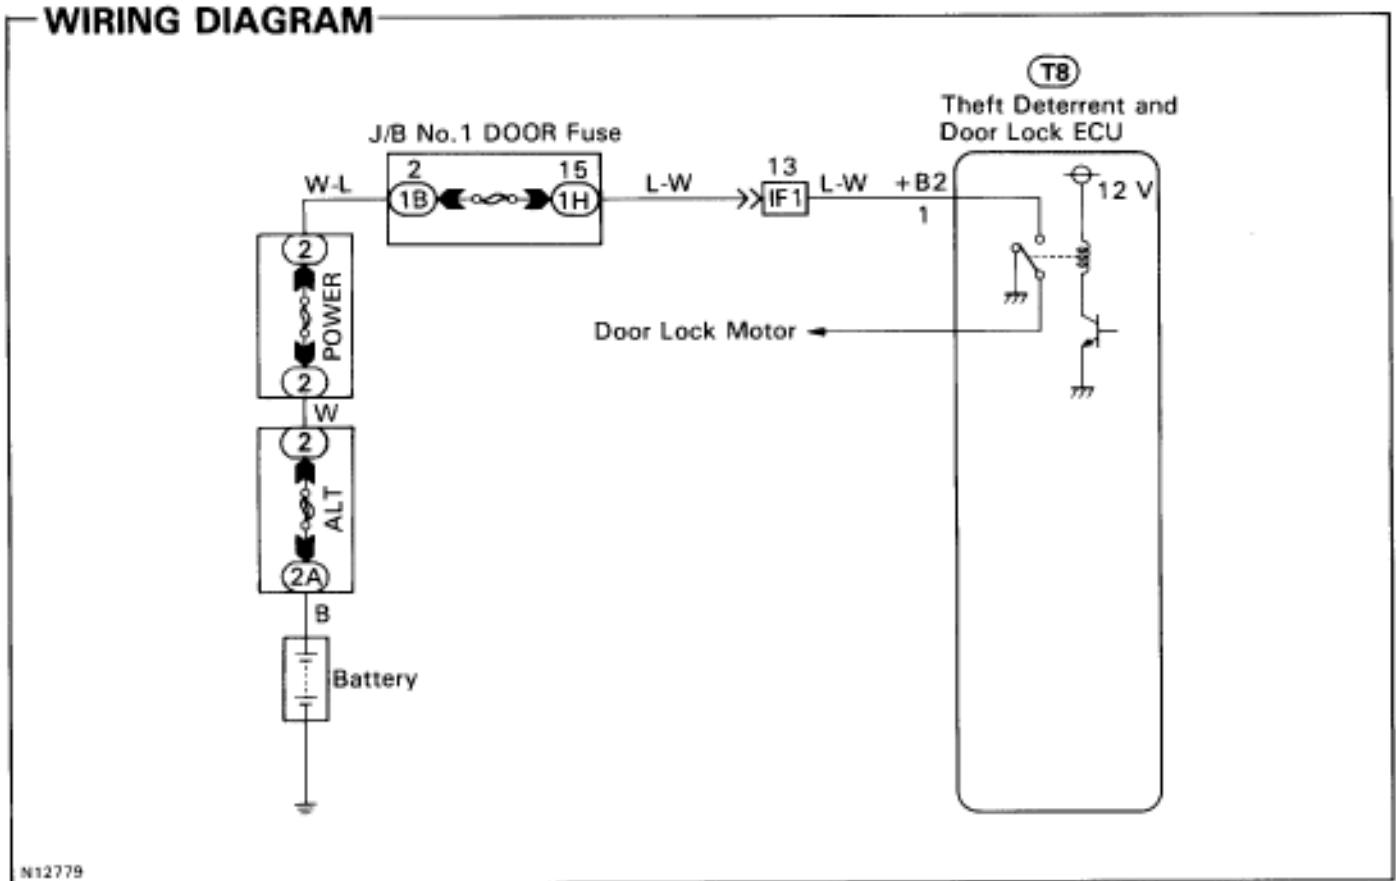 WIRING DIAGRAM
T8
Theft Deterrent and
Door Lock ECU
J/B No.1 DOOR Fuse
2
15
1B
1H
W-L
L-W
13
IF1
L-W
+B2
1
12 V
2
POWER
2
Door Lock Motor
W
2
ALT
2A
B
Battery
N12779